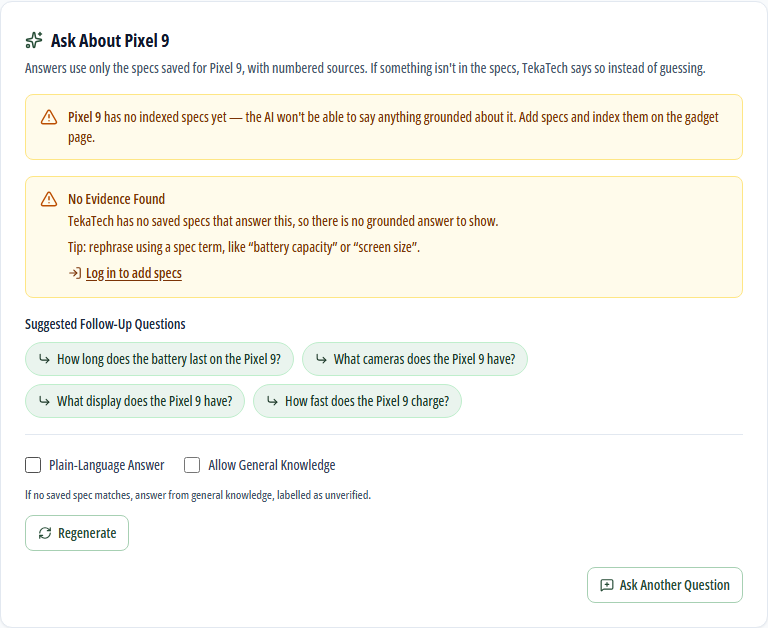 Ask About Pixel 9
Answers use only the specs saved for Pixel 9, with numbered sources. If something isn't in the specs, TekaTech says so instead of guessing.
Pixel 9 has no indexed specs yet — the AI won't be able to say anything grounded about it. Add specs and index them on the gadget
page.
No Evidence Found
TekaTech has no saved specs that answer this, so there is no grounded answer to show.
Tip: rephrase using a spec term, like “battery capacity” or “screen size”.
Log in to add specs
Suggested Follow-Up Questions
How long does the battery last on the Pixel 9?
What cameras does the Pixel 9 have?
What display does the Pixel 9 have?
How fast does the Pixel 9 charge?
Plain-Language Answer
Allow General Knowledge
If no saved spec matches, answer from general knowledge, labelled as unverified.
Regenerate
Ask Another Question